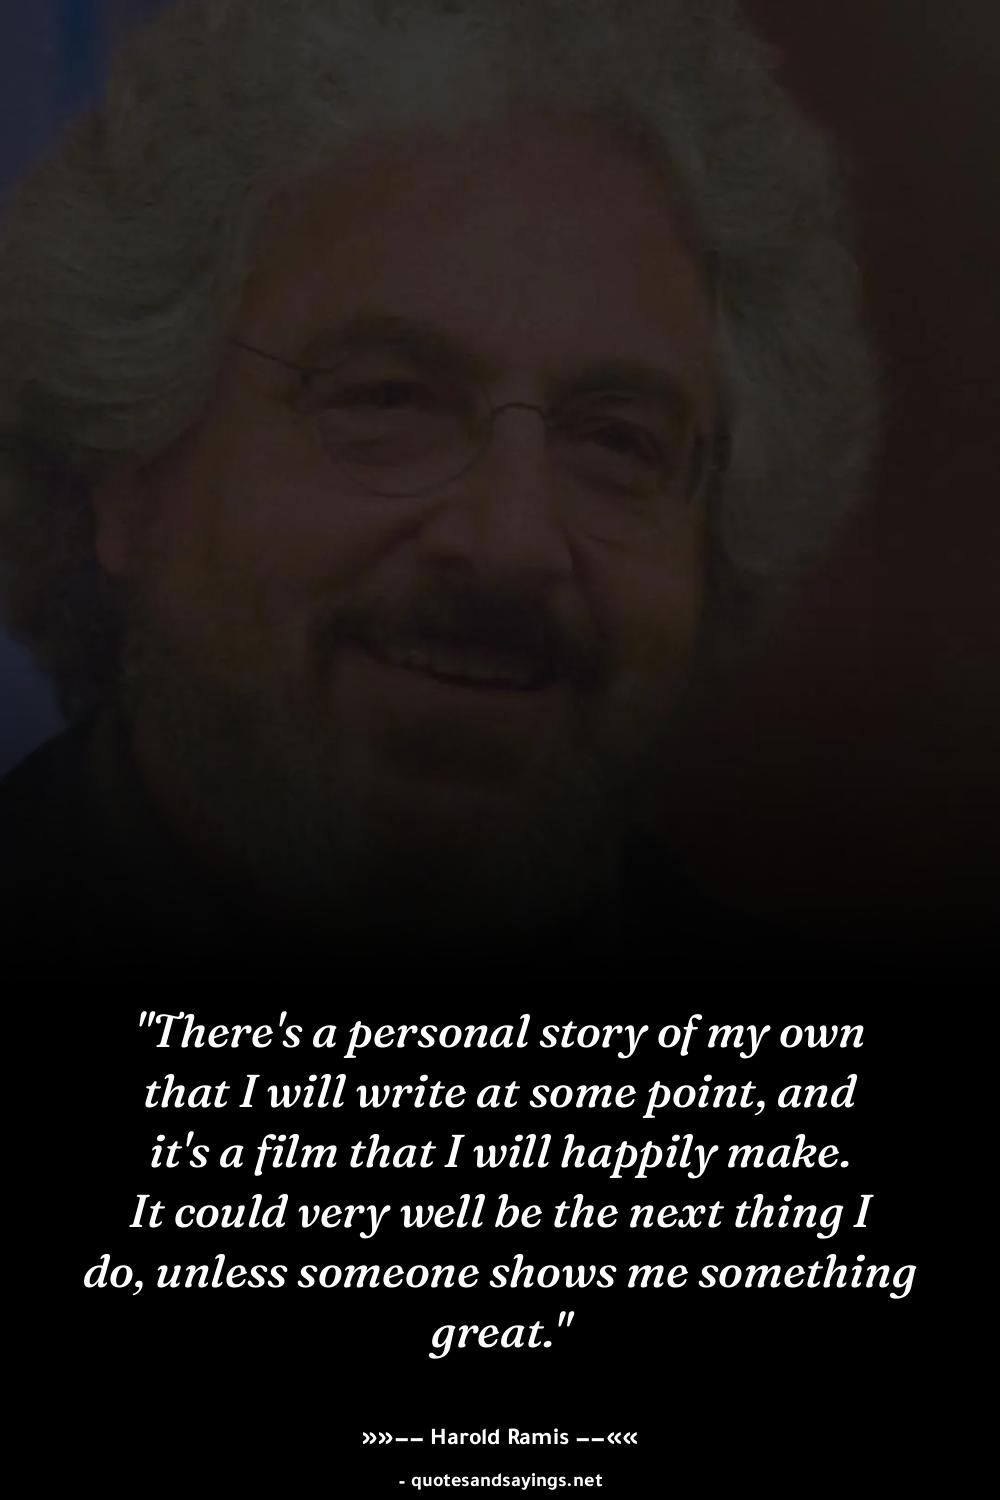 "There's a personal story of my own
that I will write at some point, and
it's a film that I will happily make.
It could very well be the next thing I
do, unless someone shows me something
great."
»»−− Harold Ramis −−««
- quotesandsayings.net